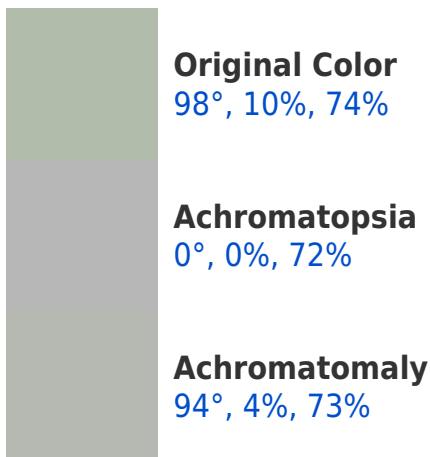 Original Color
98°, 10%, 74%
Achromatopsia
0°, 0%, 72%
Achromatomaly
94°, 4%, 73%